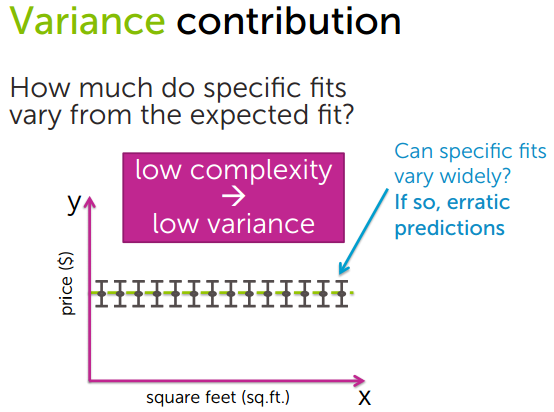 Variance contribution
How much do specific fits
vary from the expected fit?
low complexity
→
low variance
Can specific fits
vary widely?
If so, erratic
predictions
y
price ($)
square feet (sq.ft.)
x